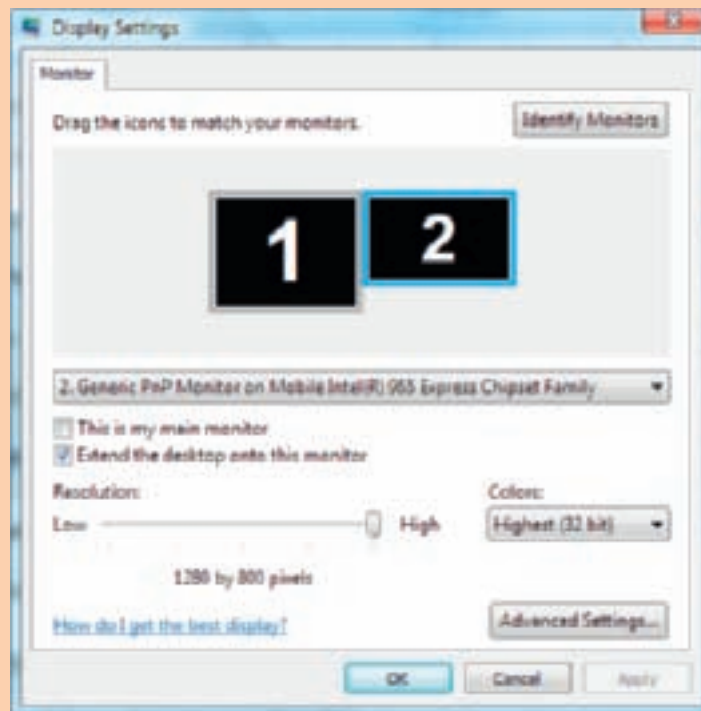 Display Settings
Monitor
Drag the icons to match your monitors.
Identify Monitors
1
2
2. Generic PnP Monitor on Mobile Intel(R) 965 Express Chipset Family
This is my main monitor
Extend the desktop onto this monitor
Resolution:
Colors:
Low
High
Highest (32 bit)
1280 by 800 pixels
How do I get the best display?
Advanced Settings...
OK
Cancel
Apply